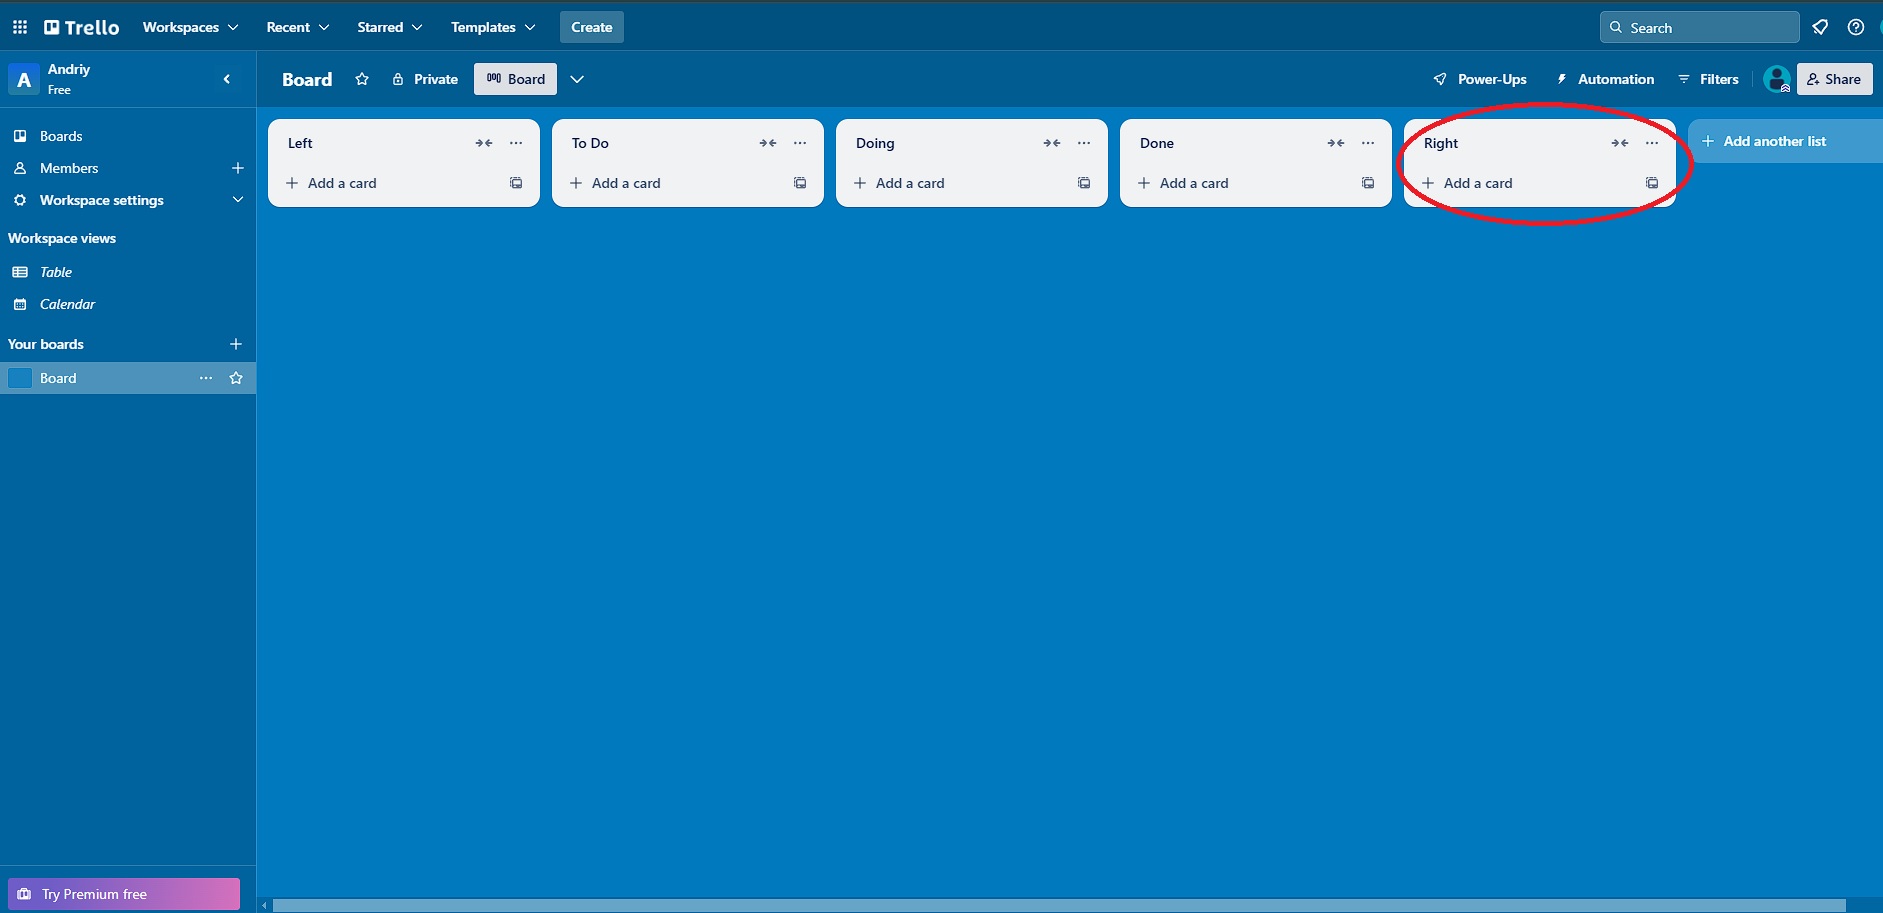 Trello Workspaces Recent Starred Templates Create Search
A Andriy
Free
Board Private Board Power-Ups Automation Filters Share
Boards
Members
Workspace settings
Workspace views
Table
Calendar
Your boards
Board
Try Premium free
Left
Add a card
To Do
Add a card
Doing
Add a card
Done
Add a card
Right
Add a card
Add another list